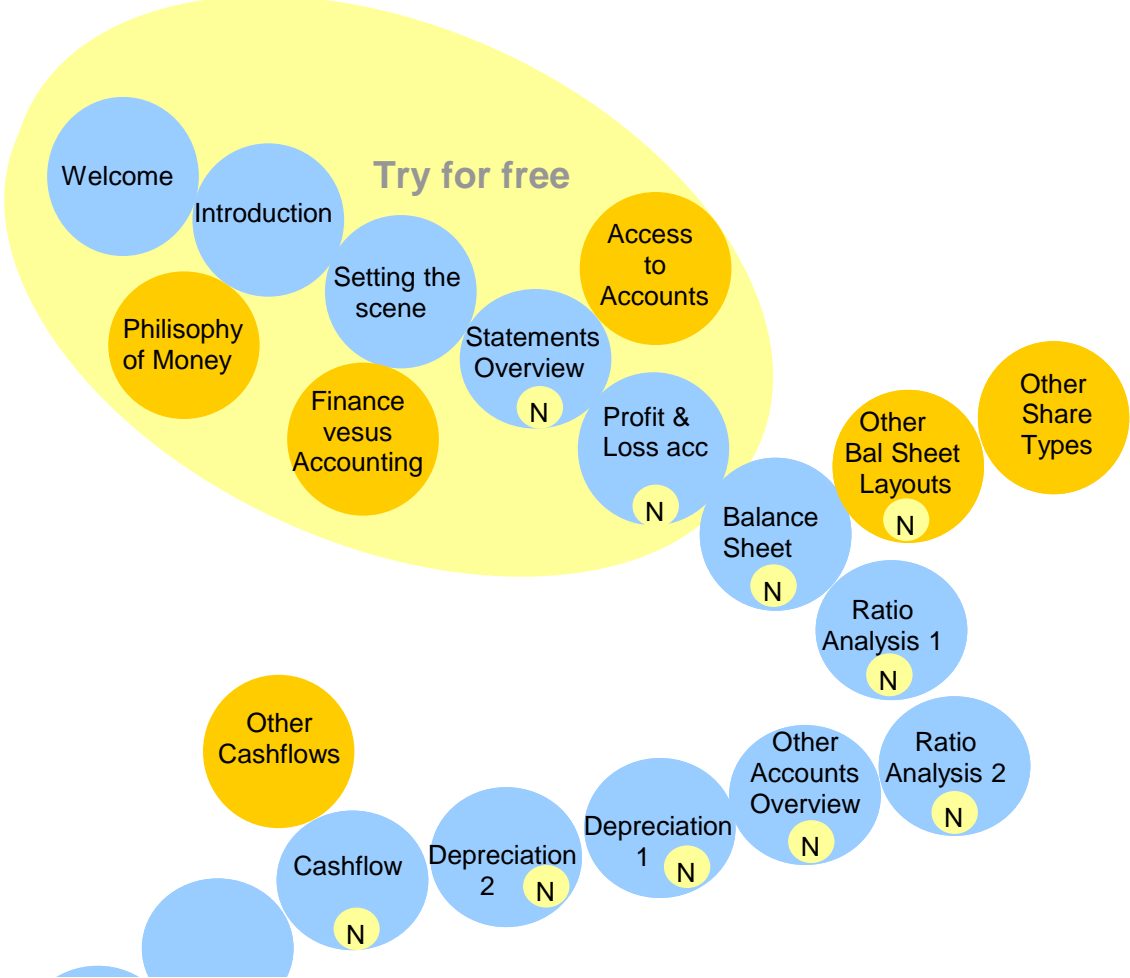 Welcome
Introduction
Try for free
Setting the
scene
Access
to
Accounts
Philisophy
of Money
Statements
Overview
N
Finance
vesus
Accounting
Profit &
Loss acc
N
Other
Share
Types
Other
Bal Sheet
Layouts
N
Balance
Sheet
N
Ratio
Analysis 1
N
Ratio
Analysis 2
N
Other
Accounts
Overview
N
Depreciation
1
N
Depreciation
2
N
Other
Cashflows
Cashflow
N